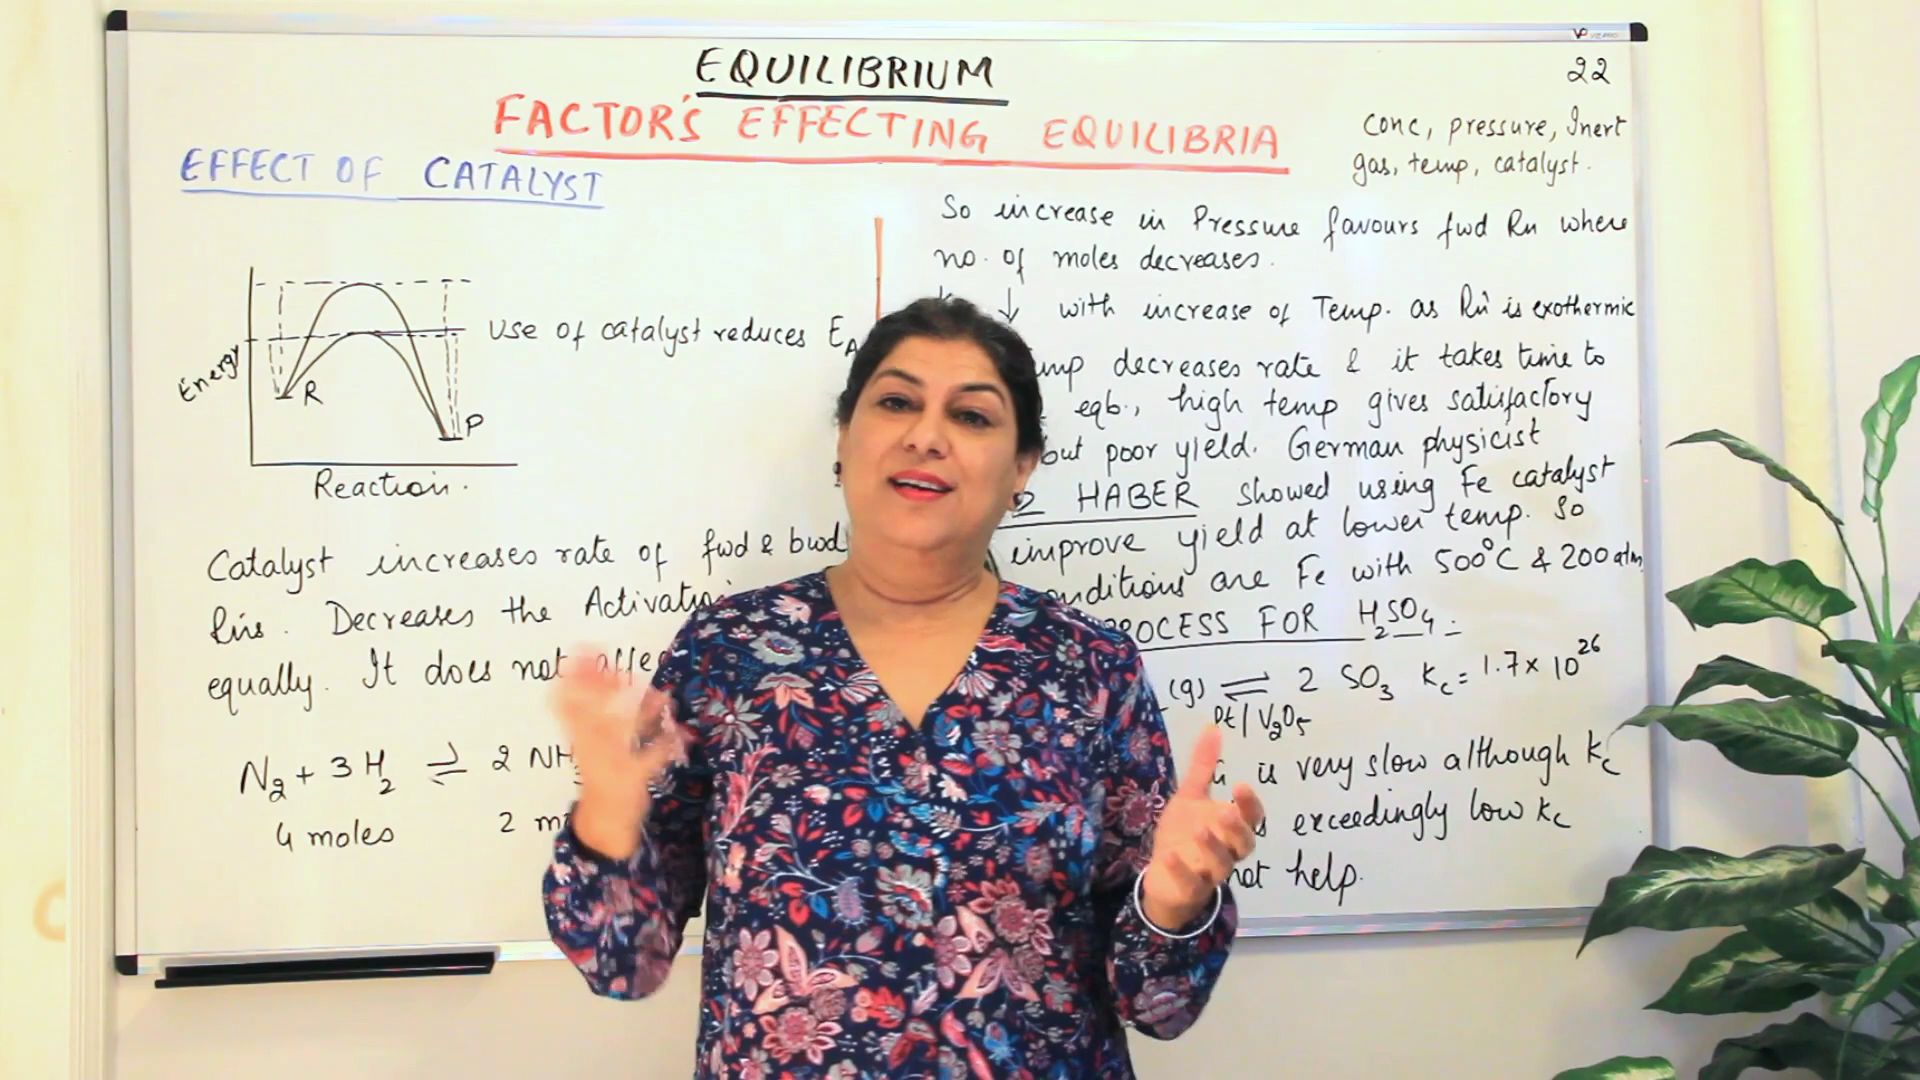 EQUILIBRIUM
22
FACTOR'S EFFECTING EQUILIBRIA
conc, pressure, Inert
gas, temp, catalyst.
EFFECT OF CATALYST
Energy
R
P
Reaction.
Use of catalyst reduces EA
Catalyst increases rate of fwd & bwd
Rns. Decreases the
equally. It does not
N2 + 3 H2 ⇌ 2 NH
4 moles 2
So increase in Pressure favours fwd Rn where
no. of moles decreases.
↓ with increase of Temp. as Rn is exothermic
decreases rate & it takes time to
eqb., high temp gives satisfactory
but poor yield. German physicist
HABER showed using Fe catalyst
improve yield at lower temp. So
are Fe with 500°C & 200 atm
FOR H2SO4 =
(g) ⇌ 2 SO3 Kc = 1.7 x 10^26
Pt/V2O5
is very slow although Kc
exceedingly low Kc
not help.